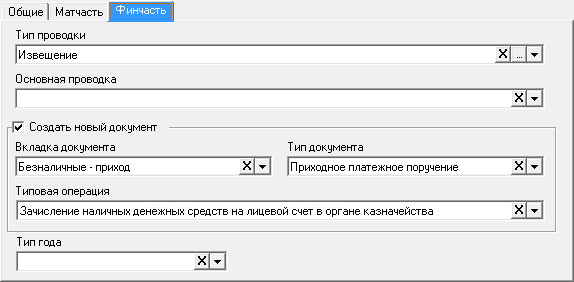 Общие Матчасть Финчасть
Тип проводки
Извещение X ...
Основная проводка
X
Создать новый документ
Вкладка документа Тип документа
Безналичные - приход X Приходное платежное поручение X
Типовая операция
Зачисление наличных денежных средств на лицевой счет в органе казначейства X
Тип года
X